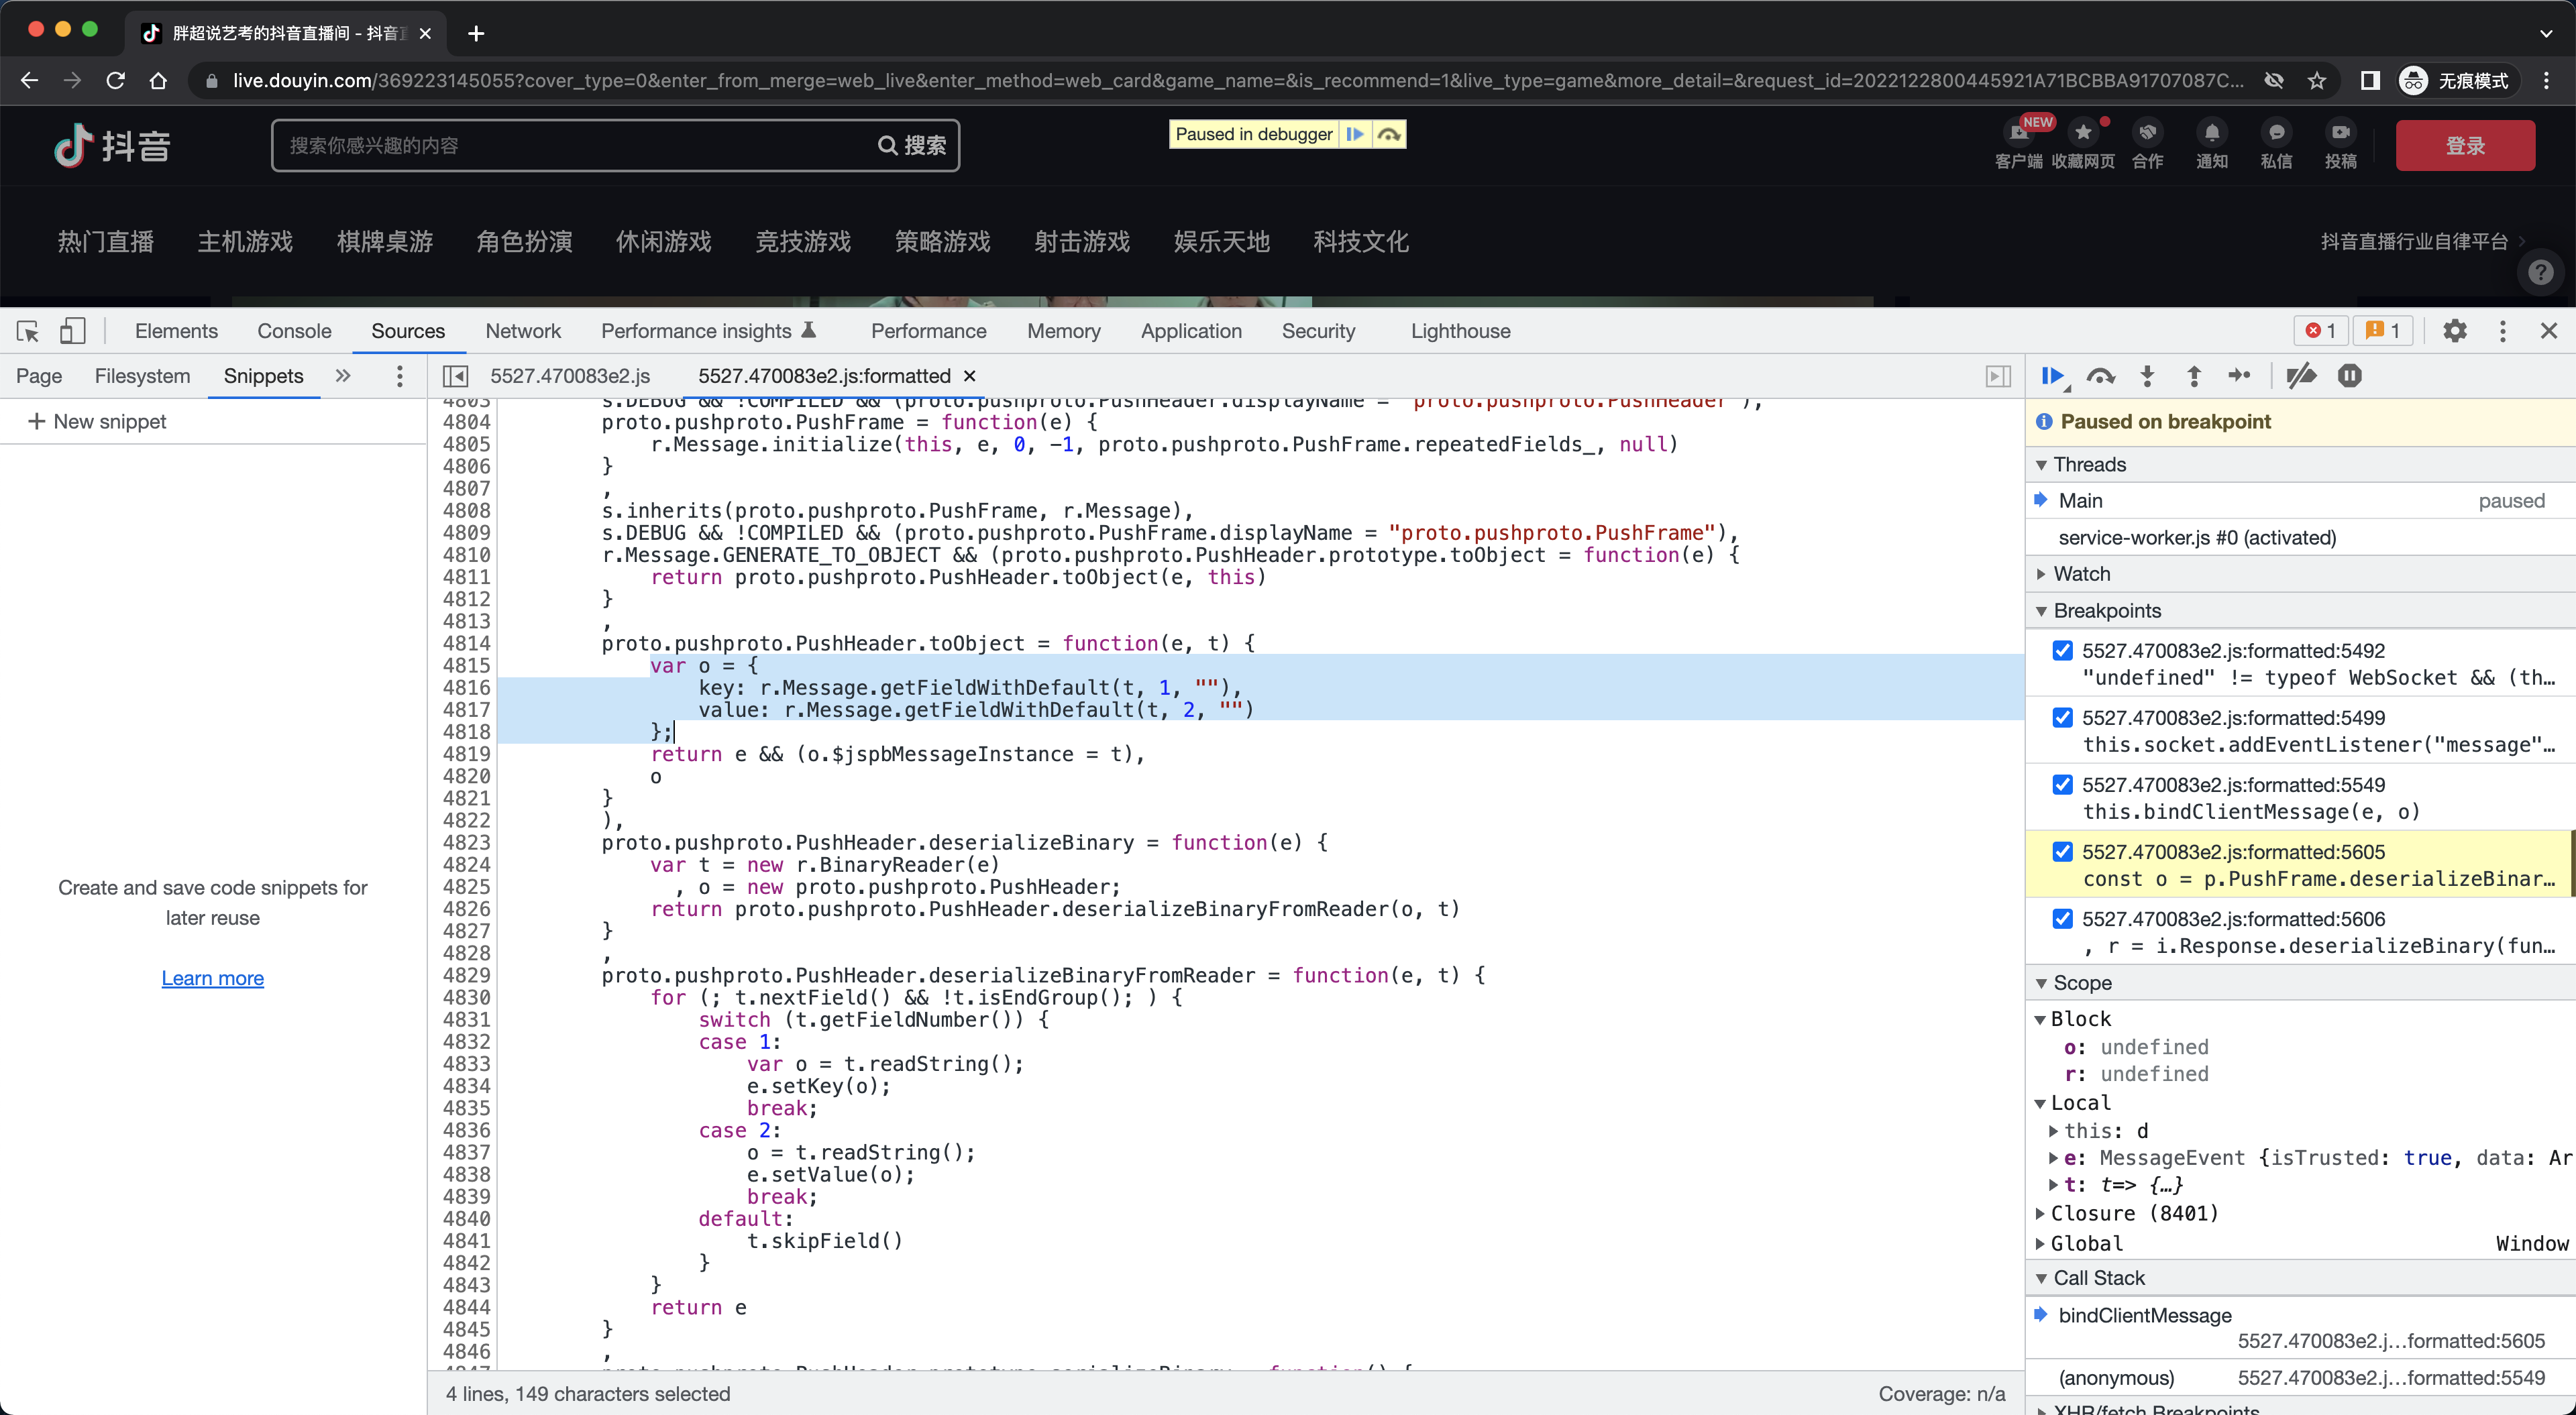 胖超说艺考的抖音直播间 - 抖音
live.douyin.com/369223145055?cover_type=0&enter_from_merge=web_live&enter_method=web_card&game_name=&is_recommend=1&live_type=game&more_detail=&request_id=2022122800445921A71BCBBA91707087C...
无痕模式
抖音
搜索你感兴趣的内容
搜索
Paused in debugger
NEW
客户端
收藏网页
合作
通知
私信
投稿
登录
热门直播 主机游戏 棋牌桌游 角色扮演 休闲游戏 竞技游戏 策略游戏 射击游戏 娱乐天地 科技文化
抖音直播行业自律平台
Elements Console Sources Network Performance insights Performance Memory Application Security Lighthouse
1
1
Page Filesystem Snippets
5527.470083e2.js 5527.470083e2.js:formatted
+ New snippet
Create and save code snippets for
later reuse
Learn more
4803 s.DEBUG && !COMPILED && (proto.pushproto.PushHeader.displayName = "proto.pushproto.PushHeader"),
4804 proto.pushproto.PushFrame = function(e) {
4805 r.Message.initialize(this, e, 0, -1, proto.pushproto.PushFrame.repeatedFields_, null)
4806 }
4807 ,
4808 s.inherits(proto.pushproto.PushFrame, r.Message),
4809 s.DEBUG && !COMPILED && (proto.pushproto.PushFrame.displayName = "proto.pushproto.PushFrame"),
4810 r.Message.GENERATE_TO_OBJECT && (proto.pushproto.PushHeader.prototype.toObject = function(e) {
4811 return proto.pushproto.PushHeader.toObject(e, this)
4812 }
4813 ,
4814 proto.pushproto.PushHeader.toObject = function(e, t) {
4815 var o = {
4816 key: r.Message.getFieldWithDefault(t, 1, ""),
4817 value: r.Message.getFieldWithDefault(t, 2, "")
4818 };
4819 return e && (o.$jspbMessageInstance = t),
4820 o
4821 }
4822 ),
4823 proto.pushproto.PushHeader.deserializeBinary = function(e) {
4824 var t = new r.BinaryReader(e)
4825 , o = new proto.pushproto.PushHeader;
4826 return proto.pushproto.PushHeader.deserializeBinaryFromReader(o, t)
4827 }
4828 ,
4829 proto.pushproto.PushHeader.deserializeBinaryFromReader = function(e, t) {
4830 for (; t.nextField() && !t.isEndGroup(); ) {
4831 switch (t.getFieldNumber()) {
4832 case 1:
4833 var o = t.readString();
4834 e.setKey(o);
4835 break;
4836 case 2:
4837 o = t.readString();
4838 e.setValue(o);
4839 break;
4840 default:
4841 t.skipField()
4842 }
4843 }
4844 return e
4845 }
4846 ,
4847 proto.pushproto.PushHeader.prototype.serializeBinary = function() {
4 lines, 149 characters selected
Coverage: n/a
Paused on breakpoint
Threads
Main paused
service-worker.js #0 (activated)
Watch
Breakpoints
5527.470083e2.js:formatted:5492
"undefined" != typeof WebSocket && (th…
5527.470083e2.js:formatted:5499
this.socket.addEventListener("message"…
5527.470083e2.js:formatted:5549
this.bindClientMessage(e, o)
5527.470083e2.js:formatted:5605
const o = p.PushFrame.deserializeBinar…
5527.470083e2.js:formatted:5606
, r = i.Response.deserializeBinary(fun…
Scope
Block
o: undefined
r: undefined
Local
this: d
e: MessageEvent {isTrusted: true, data: Ar
t: t=> {…}
Closure (8401)
Global Window
Call Stack
bindClientMessage
5527.470083e2.j…formatted:5605
(anonymous) 5527.470083e2.j…formatted:5549
XHR/fetch Breakpoints